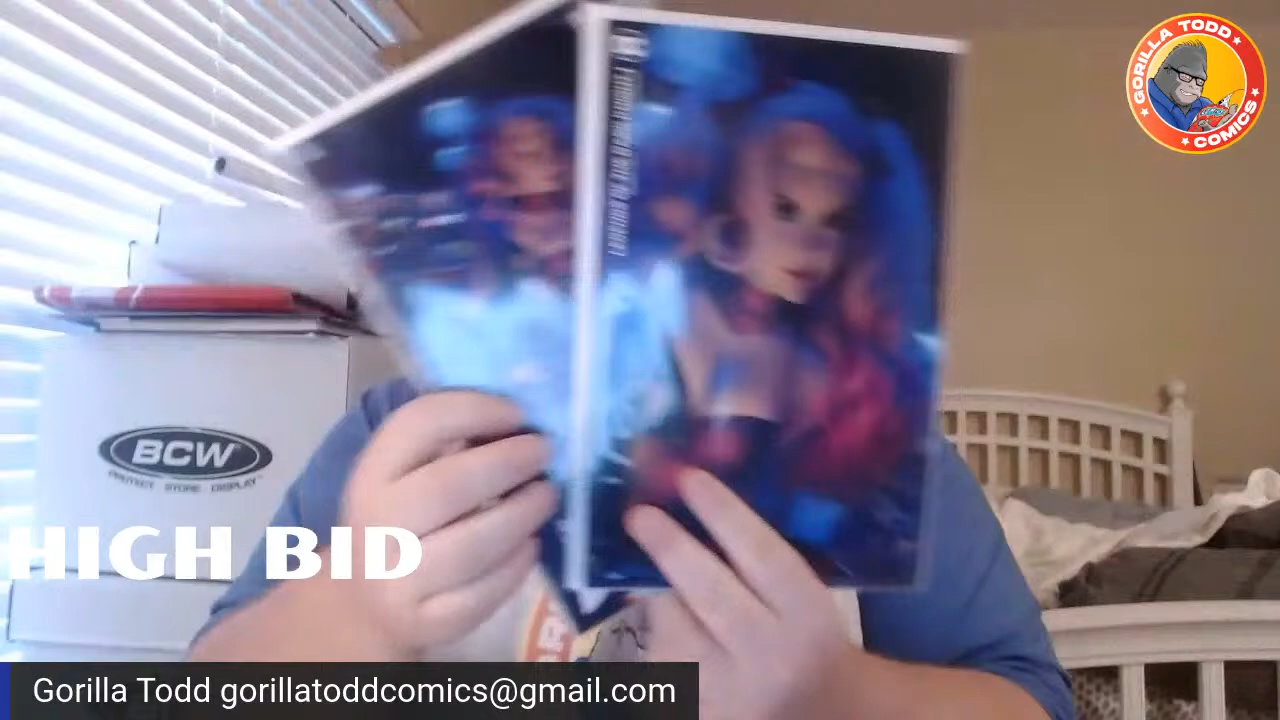 GORILLA TODD
COMICS
BCW
PROTECT STORE DISPLAY
HIGH BID
Gorilla Todd gorillatoddcomics@gmail.com